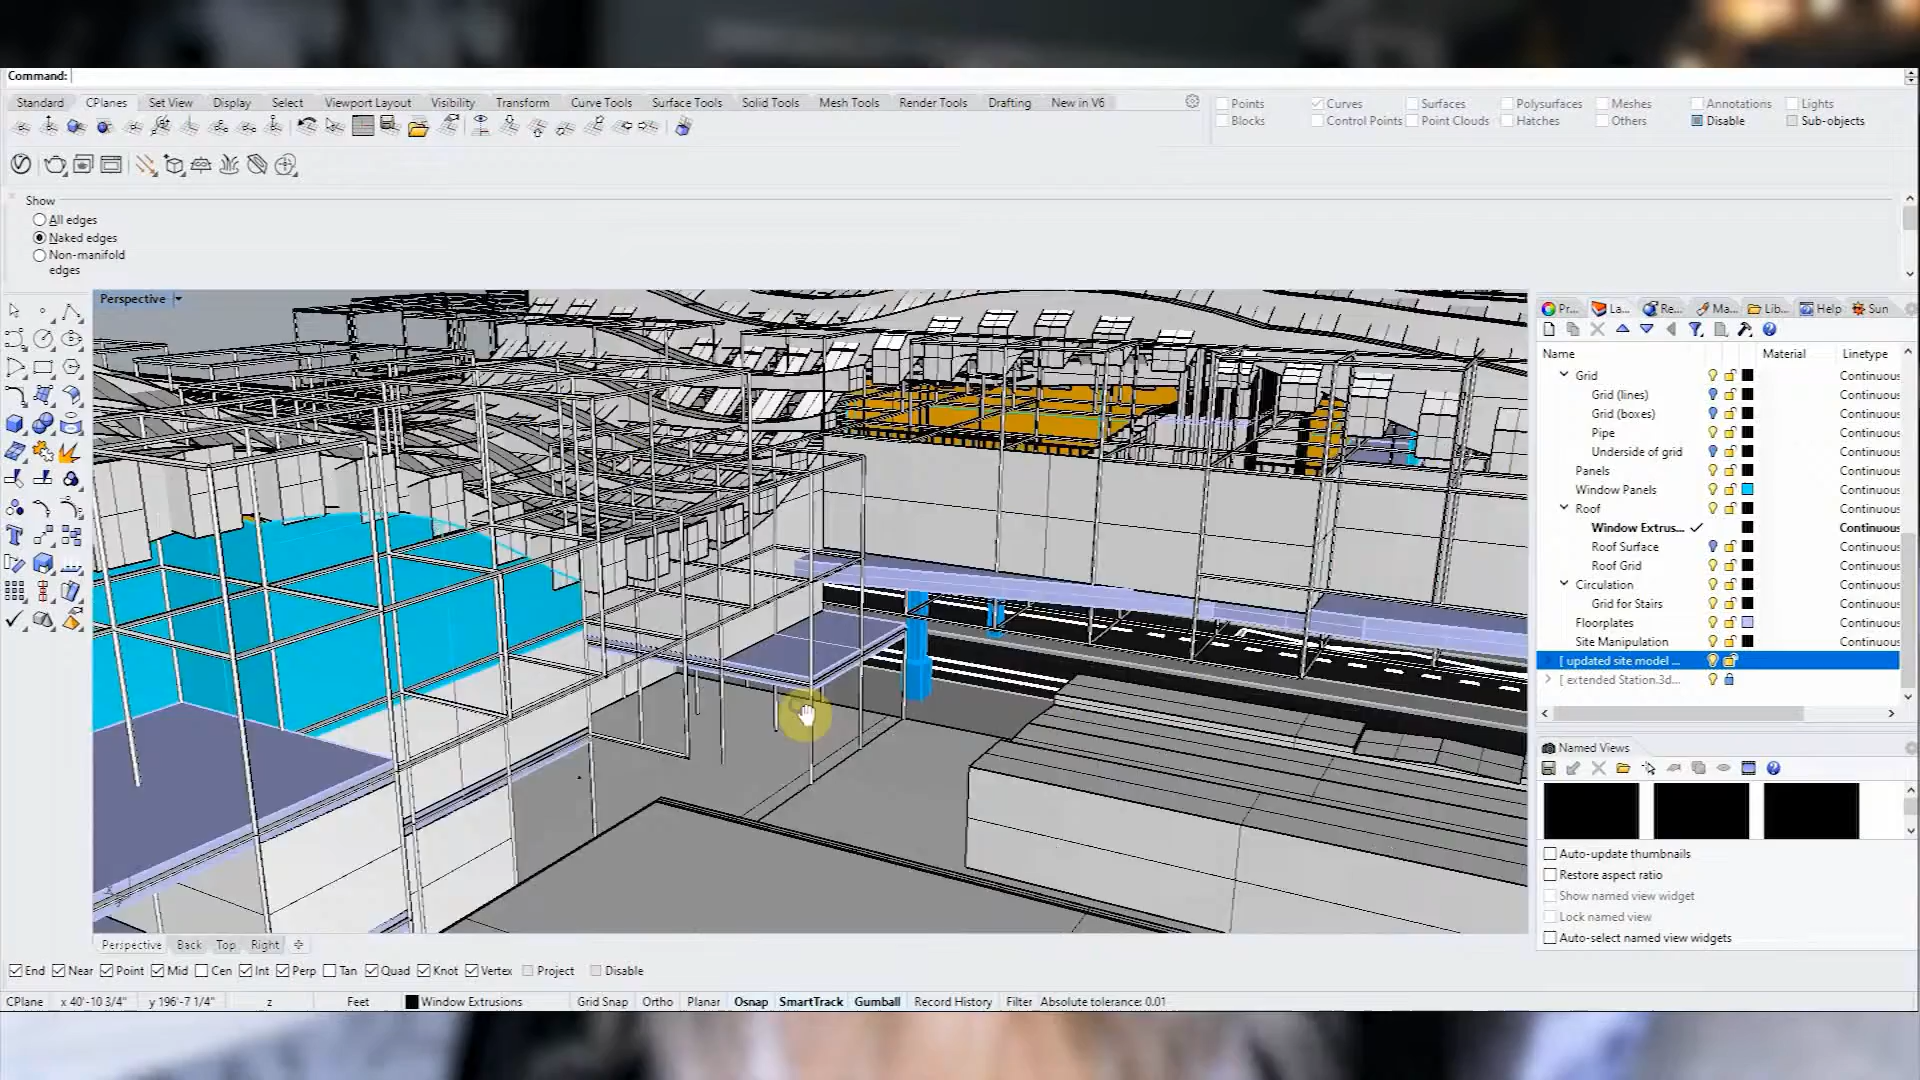 Command:
Standard CPlanes Set View Display Select Viewport Layout Visibility Transform Curve Tools Surface Tools Solid Tools Mesh Tools Render Tools Drafting New in V6
Points Curves Surfaces Polysurfaces Meshes Annotations Lights
Blocks Control Points Point Clouds Hatches Others Disable Sub-objects
Show
All edges
Naked edges
Non-manifold
edges
Perspective
Pr... La... Re... Ma... Lib... Help Sun
Name Material Linetype
Grid Continuous
Grid (lines) Continuous
Grid (boxes) Continuous
Pipe Continuous
Underside of grid Continuous
Panels Continuous
Window Panels Continuous
Roof Continuous
Window Extrus... Continuous
Roof Surface Continuous
Roof Grid Continuous
Circulation Continuous
Grid for Stairs Continuous
Floorplates Continuous
Site Manipulation Continuous
[ updated site model ...
[ extended Station.3d...
Named Views
Auto-update thumbnails
Restore aspect ratio
Show named view widget
Lock named view
Auto-select named view widgets
Perspective Back Top Right
End Near Point Mid Cen Int Perp Tan Quad Knot Vertex Project Disable
CPlane x 40'-10 3/4" y 196'-7 1/4" z Feet Window Extrusions Grid Snap Ortho Planar Osnap SmartTrack Gumball Record History Filter Absolute tolerance: 0.01